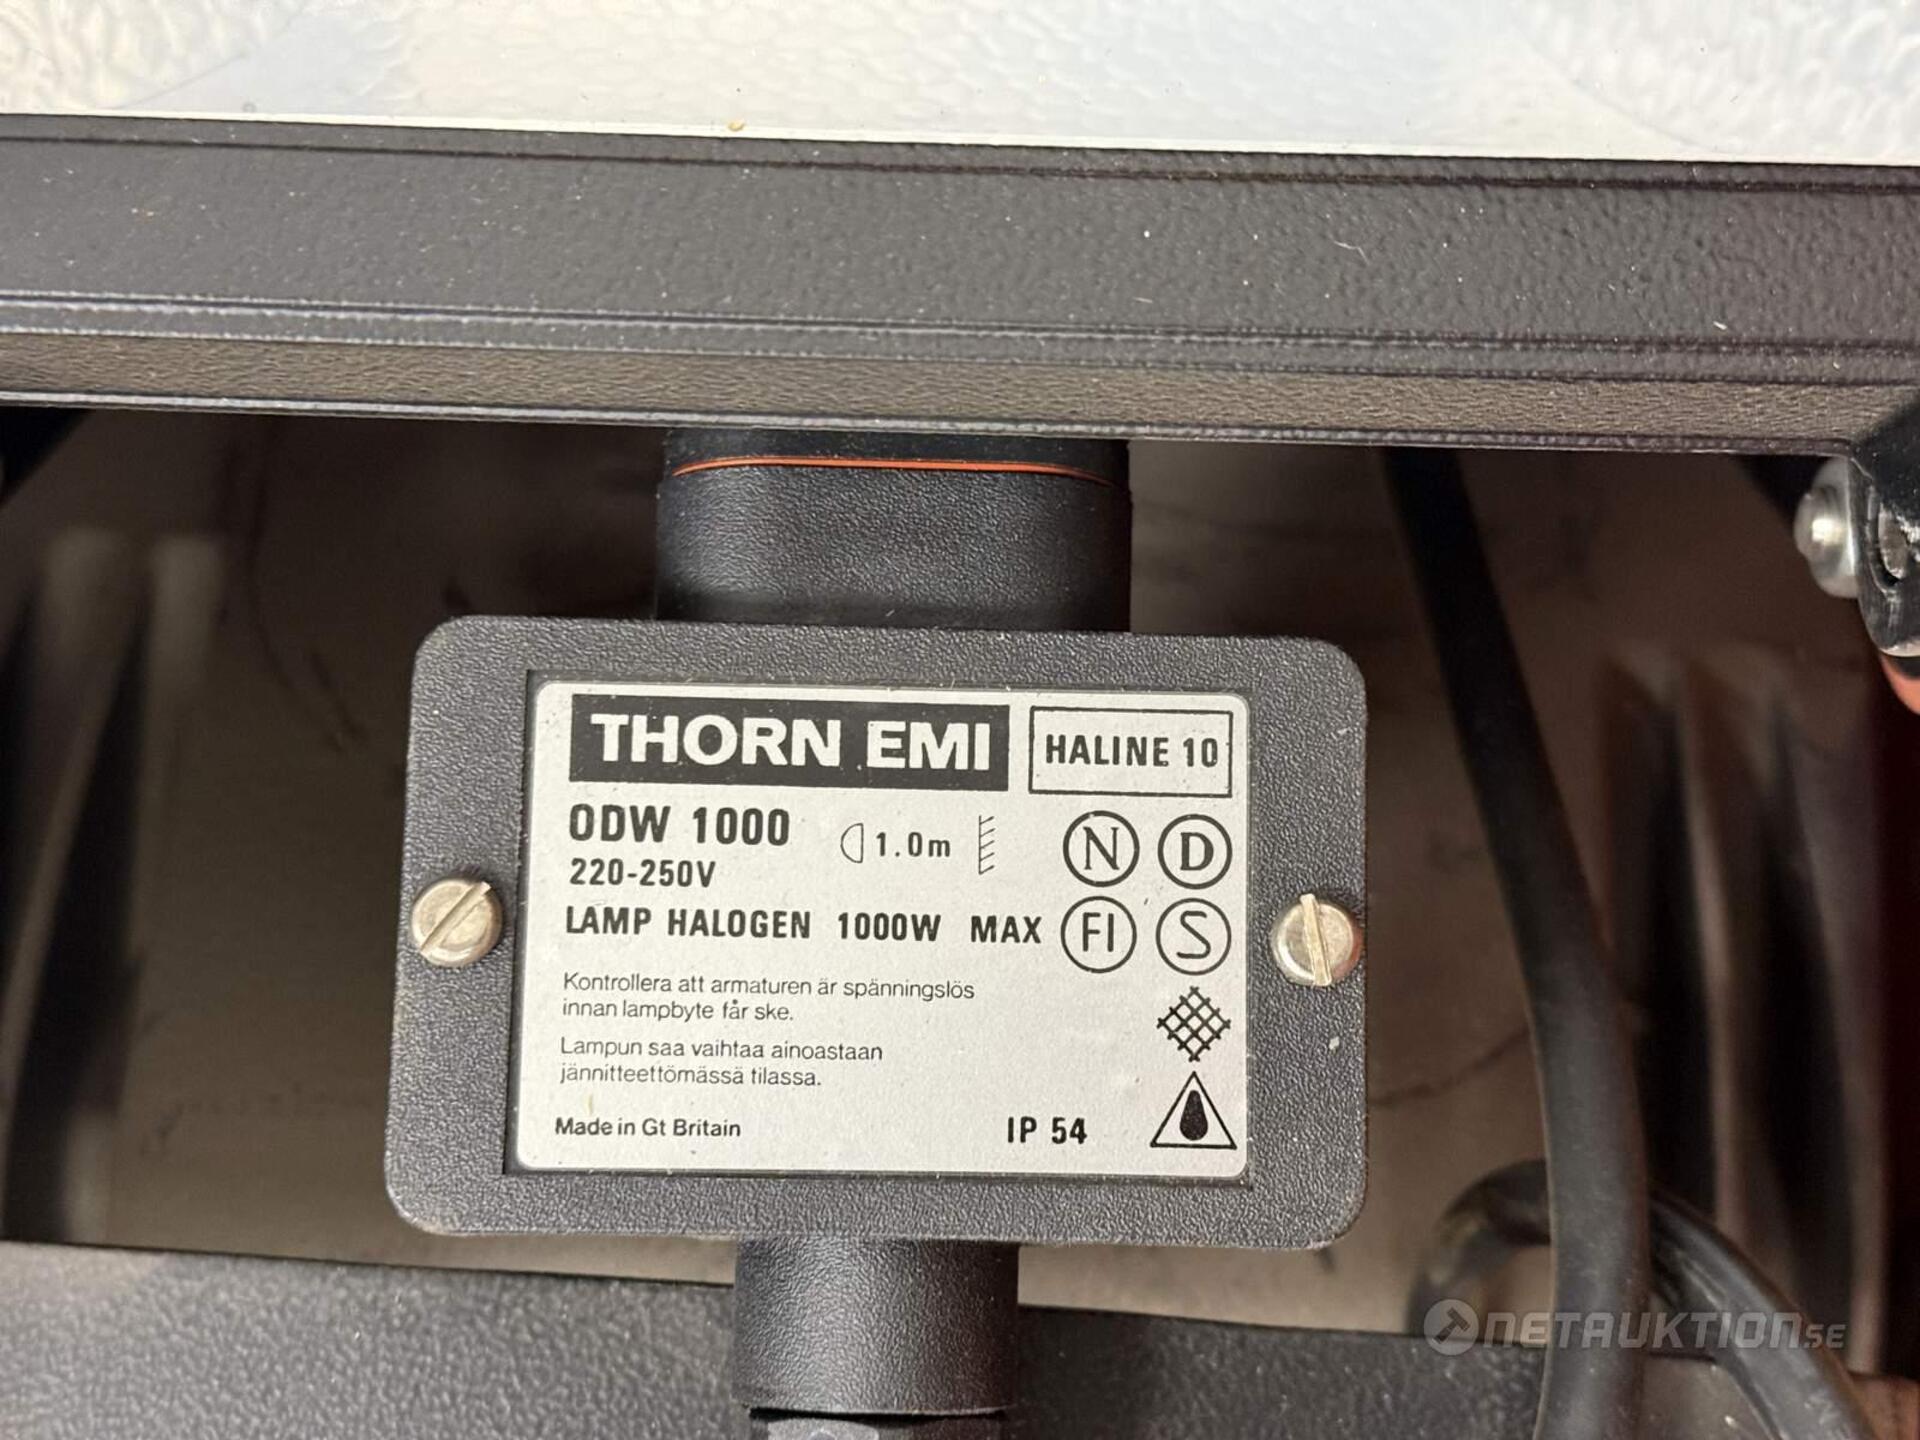 THORN EMI
HALINE 10
ODW 1000
1.0m
N D
220-250V
LAMP HALOGEN 1000W MAX
FI S
Kontrollera att armaturen är spänningslös
innan lampbyte får ske.
Lampun saa vaihtaa ainoastaan
jännitteettömässä tilassa.
Made in Gt Britain
IP 54
NETAUKTION.SE